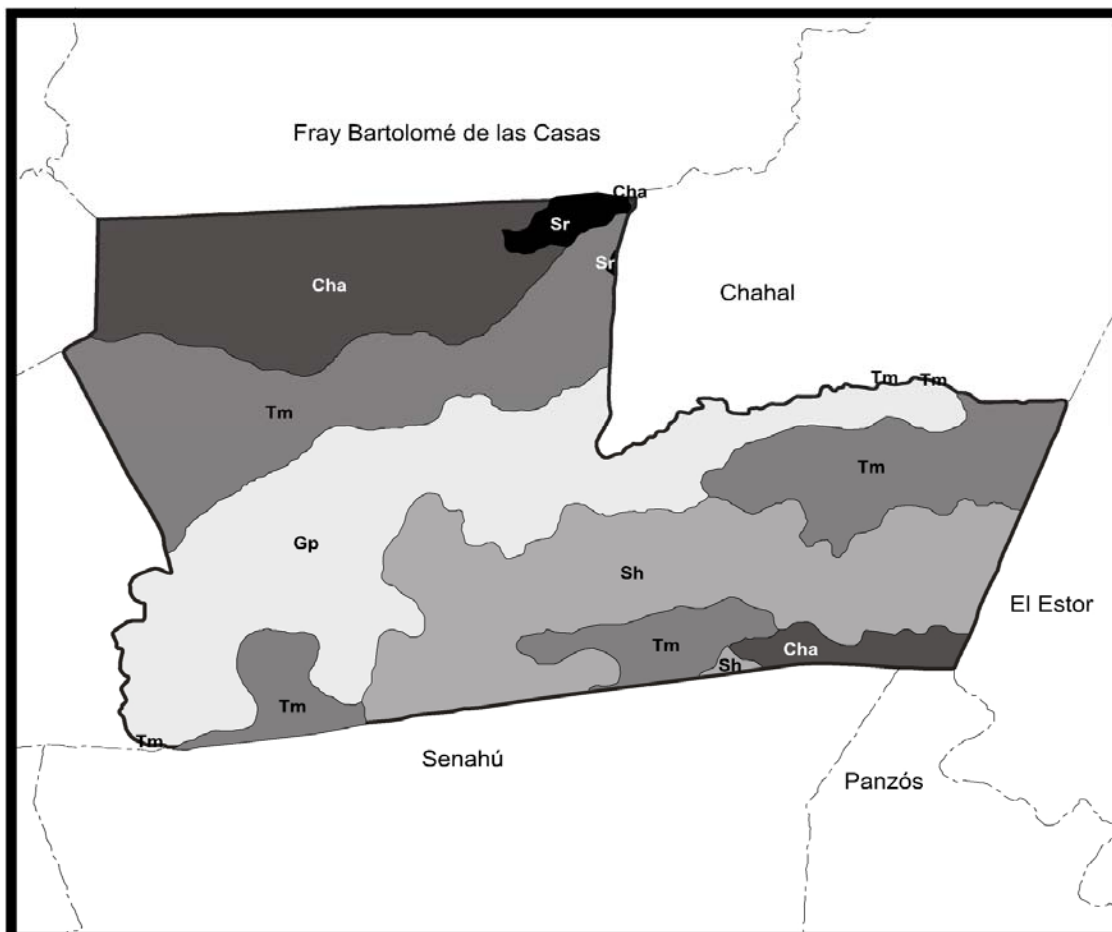 Fray Bartolomé de las Casas
Cha
Sr
Sr
Cha
Chahal
Tm
Tm
Tm
Tm
Gp
Sh
El Estor
Tm
Cha
Sh
Tm
Tm
Senahú
Panzós